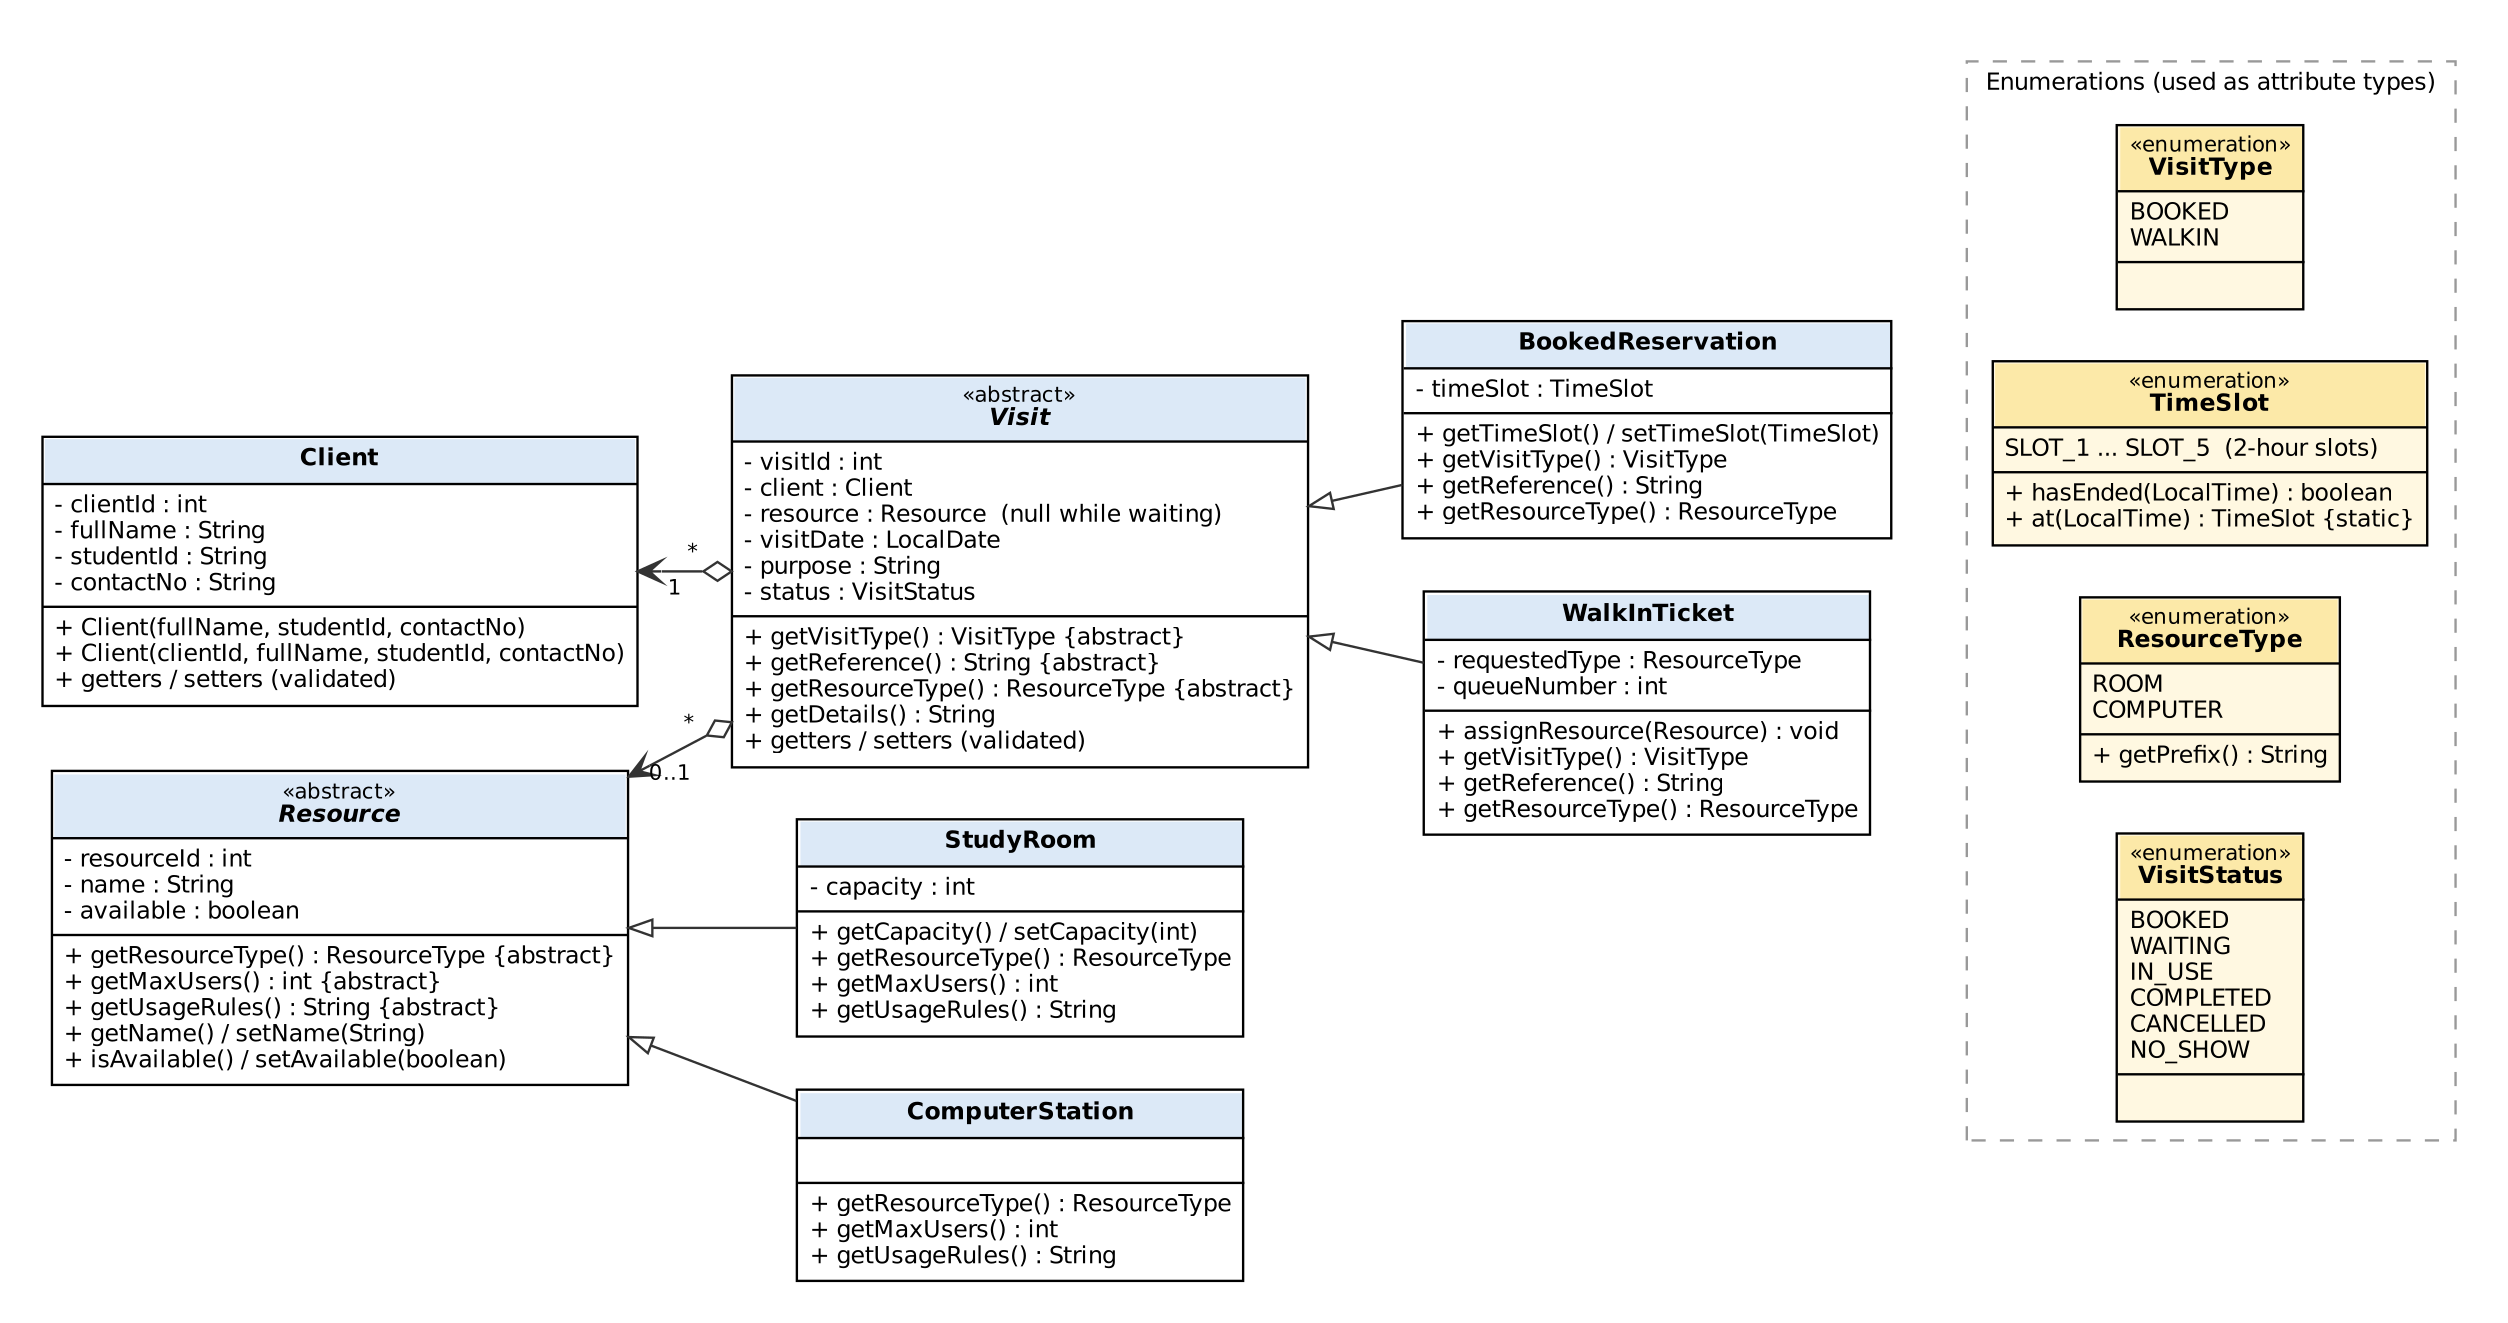 Client
- clientId : int
- fullName : String
- studentId : String
- contactNo : String
+ Client(fullName, studentId, contactNo)
+ Client(clientId, fullName, studentId, contactNo)
+ getters / setters (validated)
*
1
*
0..1
«abstract»
Resource
- resourceId : int
- name : String
- available : boolean
+ getResourceType() : ResourceType {abstract}
+ getMaxUsers() : int {abstract}
+ getUsageRules() : String {abstract}
+ getName() / setName(String)
+ isAvailable() / setAvailable(boolean)
«abstract»
Visit
- visitId : int
- client : Client
- resource : Resource  (null while waiting)
- visitDate : LocalDate
- purpose : String
- status : VisitStatus
+ getVisitType() : VisitType {abstract}
+ getReference() : String {abstract}
+ getResourceType() : ResourceType {abstract}
+ getDetails() : String
+ getters / setters (validated)
StudyRoom
- capacity : int
+ getCapacity() / setCapacity(int)
+ getResourceType() : ResourceType
+ getMaxUsers() : int
+ getUsageRules() : String
ComputerStation
+ getResourceType() : ResourceType
+ getMaxUsers() : int
+ getUsageRules() : String
BookedReservation
- timeSlot : TimeSlot
+ getTimeSlot() / setTimeSlot(TimeSlot)
+ getVisitType() : VisitType
+ getReference() : String
+ getResourceType() : ResourceType
WalkInTicket
- requestedType : ResourceType
- queueNumber : int
+ assignResource(Resource) : void
+ getVisitType() : VisitType
+ getReference() : String
+ getResourceType() : ResourceType
Enumerations (used as attribute types)
«enumeration»
VisitType
BOOKED
WALKIN
«enumeration»
TimeSlot
SLOT_1 ... SLOT_5  (2-hour slots)
+ hasEnded(LocalTime) : boolean
+ at(LocalTime) : TimeSlot {static}
«enumeration»
ResourceType
ROOM
COMPUTER
+ getPrefix() : String
«enumeration»
VisitStatus
BOOKED
WAITING
IN_USE
COMPLETED
CANCELLED
NO_SHOW